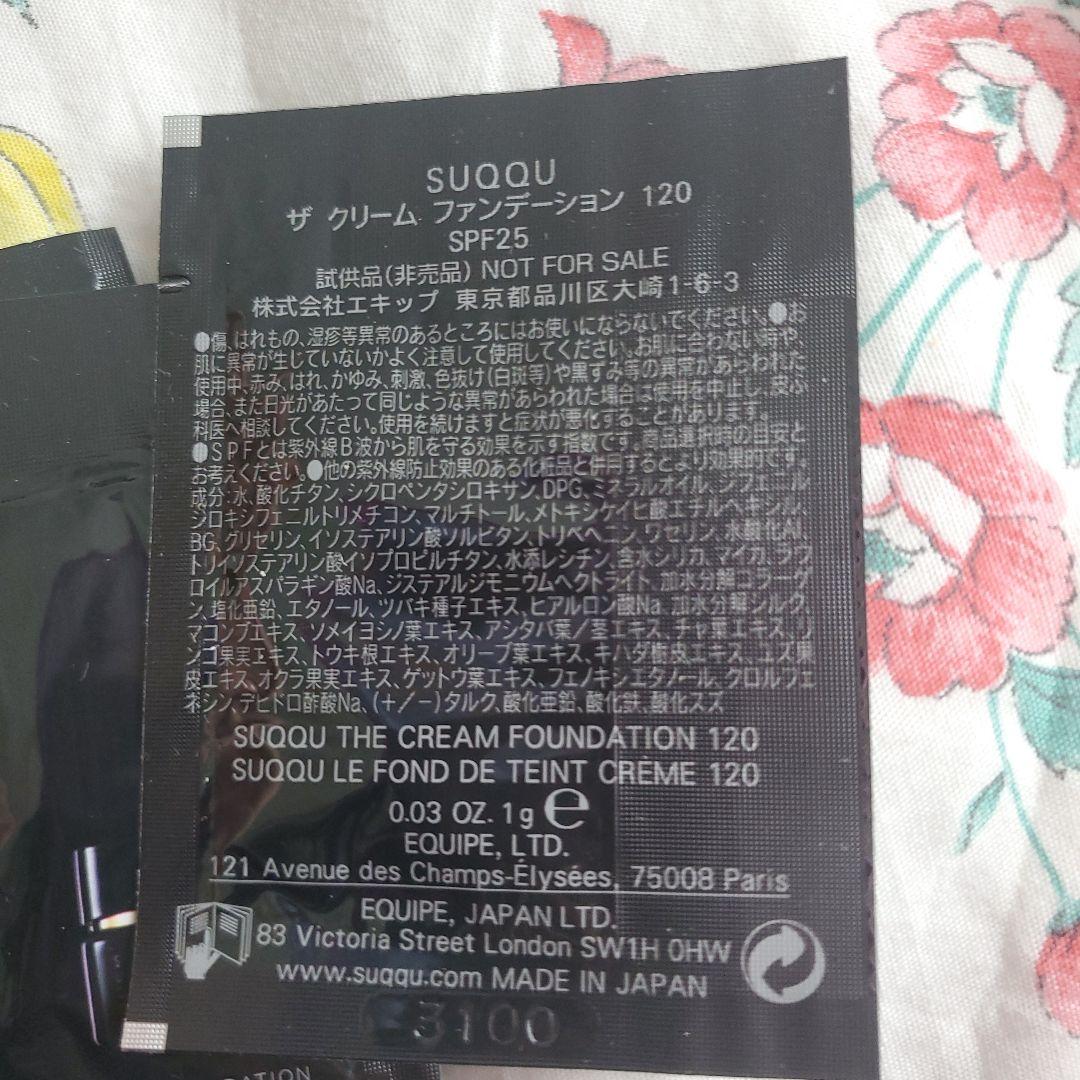 SUQQU
ザ クリーム ファンデーション 120
SPF25
試供品(非売品) NOT FOR SALE
株式会社エキップ 東京都品川区大崎1-6-3
●傷、はれもの、湿疹等異常のあるところにはお使いにならないでください。●お
肌に異常が生じていないかよく注意して使用してください。お肌に合わない時や、
使用中、赤み、はれ、かゆみ、刺激、色抜け(白斑等)や黒ずみ等の異常があらわれた
場合、また日光があたって同じような異常があらわれた場合は使用を中止し、皮ふ
科医へ相談してください。使用を続けますと症状が悪化することがあります。
●SPFとは紫外線B波から肌を守る効果を示す指数です。商品選択時の目安と
お考えください。●他の紫外線防止効果のある化粧品と併用するとより効果的です。
成分:水、酸化チタン、シクロペンタシロキサン、DPG、ミネラルオイル、ジフェニル
シロキシフェニルトリメチコン、マルチトール、メトキシケイヒ酸エチルヘキシル、
BG、グリセリン、イソステアリン酸ソルビタン、トリベヘニン、ワセリン、水酸化Al、
トリイソステアリン酸イソプロピルチタン、水添レシチン、含水シリカ、マイカ、ラウ
ロイルアスパラギン酸Na、ジステアルジモニウムヘクトライト、加水分解コラーゲ
ン、塩化亜鉛、エタノール、ツバキ種子エキス、ヒアルロン酸Na、加水分解シルク、
マコンブエキス、ソメイヨシノ葉エキス、アシタバ葉/茎エキス、チャ葉エキス、リ
ンゴ果実エキス、トウキ根エキス、オリーブ葉エキス、キハダ樹皮エキス、ユズ果
皮エキス、オクラ果実エキス、ゲットウ葉エキス、フェノキシエタノール、クロルフェ
ネシン、デヒドロ酢酸Na、(+/-)タルク、酸化亜鉛、酸化鉄、酸化スズ
SUQQU THE CREAM FOUNDATION 120
SUQQU LE FOND DE TEINT CRÈME 120
0.03 OZ. 1g e
EQUIPE, LTD.
121 Avenue des Champs-Élysées, 75008 Paris
EQUIPE, JAPAN LTD.
83 Victoria Street London SW1H 0HW
www.suqqu.com MADE IN JAPAN
3100